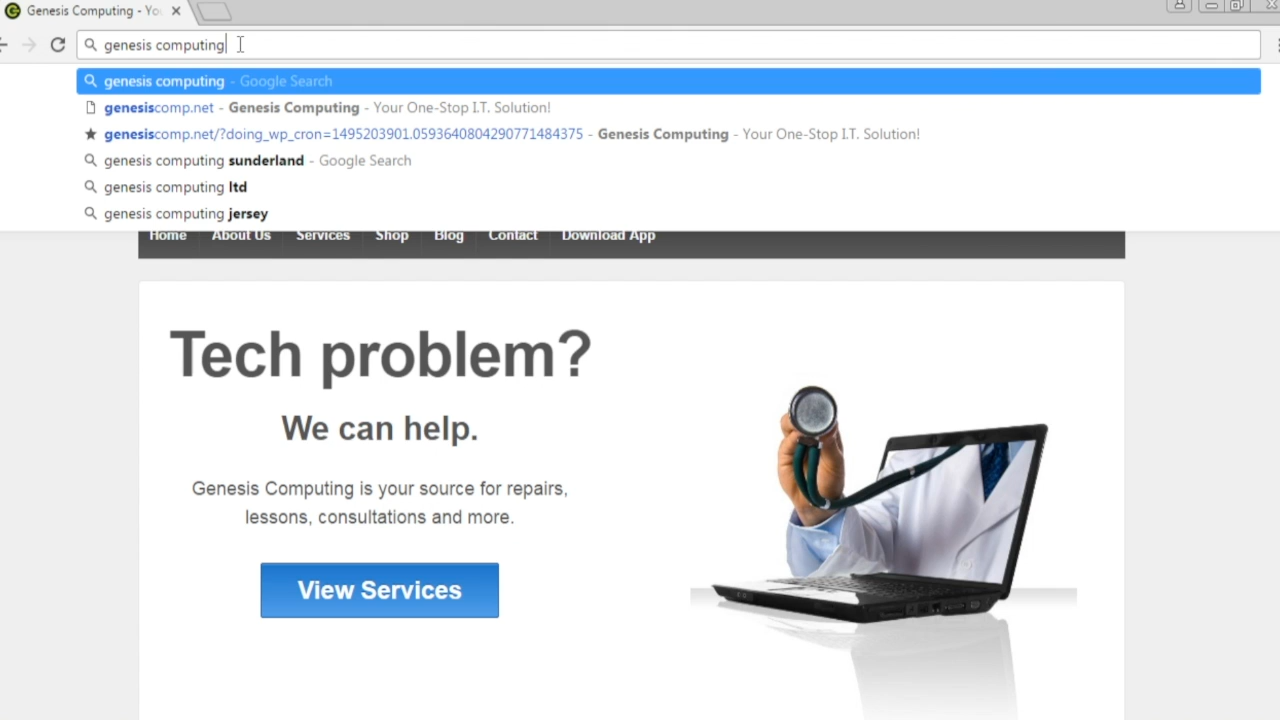 Genesis Computing - You
genesis computing
genesis computing - Google Search
genesiscomp.net - Genesis Computing - Your One-Stop I.T. Solution!
genesiscomp.net/?doing_wp_cron=1495203901.0593640804290771484375 - Genesis Computing - Your One-Stop I.T. Solution!
genesis computing sunderland - Google Search
genesis computing ltd
genesis computing jersey
Home About Us Services Shop Blog Contact Download App
Tech problem?
We can help.
Genesis Computing is your source for repairs,
lessons, consultations and more.
View Services